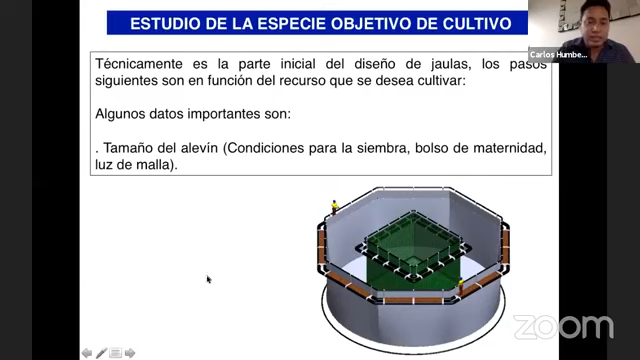 ESTUDIO DE LA ESPECIE OBJETIVO DE CULTIVO
Técnicamente es la parte inicial del diseño de jaulas, los pasos
siguientes son en función del recurso que se desea cultivar:
Algunos datos importantes son:
. Tamaño del alevín (Condiciones para la siembra, bolso de maternidad,
luz de malla).
Carlos Humbe...
zoom